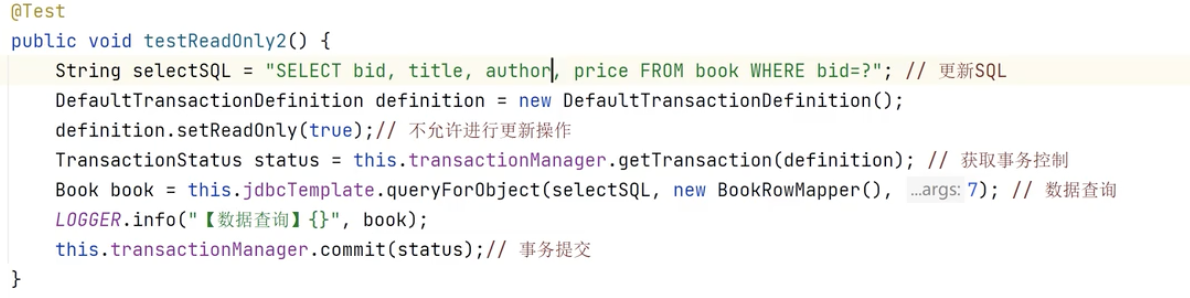 @Test
public void testReadOnly2() {
    String selectSQL = "SELECT bid, title, author, price FROM book WHERE bid=?"; // 更新SQL
    DefaultTransactionDefinition definition = new DefaultTransactionDefinition();
    definition.setReadOnly(true);// 不允许进行更新操作
    TransactionStatus status = this.transactionManager.getTransaction(definition); // 获取事务控制
    Book book = this.jdbcTemplate.queryForObject(selectSQL, new BookRowMapper(), ...args: 7); // 数据查询
    LOGGER.info("【数据查询】{}", book);
    this.transactionManager.commit(status);// 事务提交
}